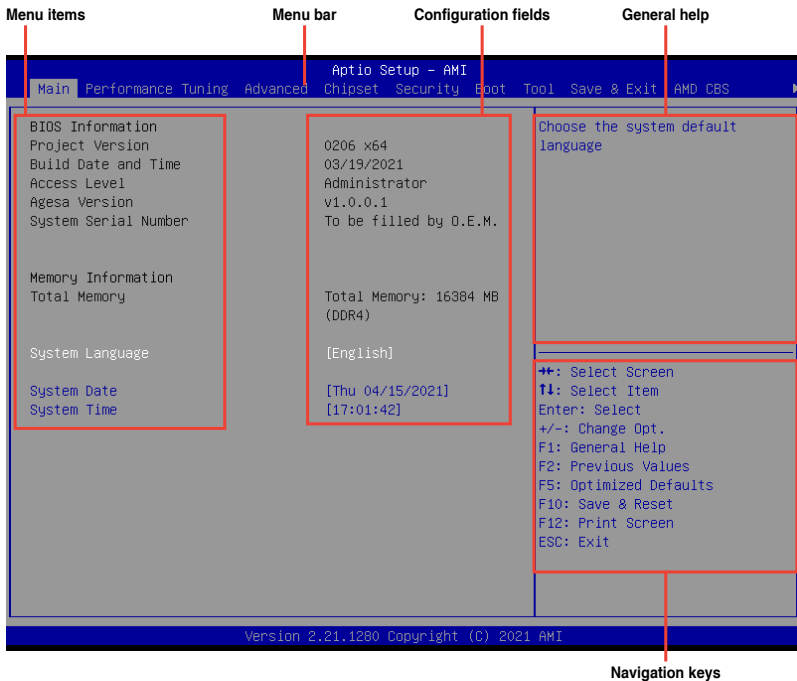 Menu items Menu bar Configuration fields General help
Aptio Setup - AMI
Main Performance Tuning Advanced Chipset Security Boot Tool Save & Exit AMD CBS
BIOS Information
Project Version 0206 x64
Build Date and Time 03/19/2021
Access Level Administrator
Agesa Version v1.0.0.1
System Serial Number To be filled by O.E.M.
Memory Information
Total Memory Total Memory: 16384 MB
(DDR4)
System Language [English]
System Date [Thu 04/15/2021]
System Time [17:01:42]
Choose the system default
language
→←: Select Screen
↑↓: Select Item
Enter: Select
+/-: Change Opt.
F1: General Help
F2: Previous Values
F5: Optimized Defaults
F10: Save & Reset
F12: Print Screen
ESC: Exit
Version 2.21.1280 Copyright (C) 2021 AMI
Navigation keys